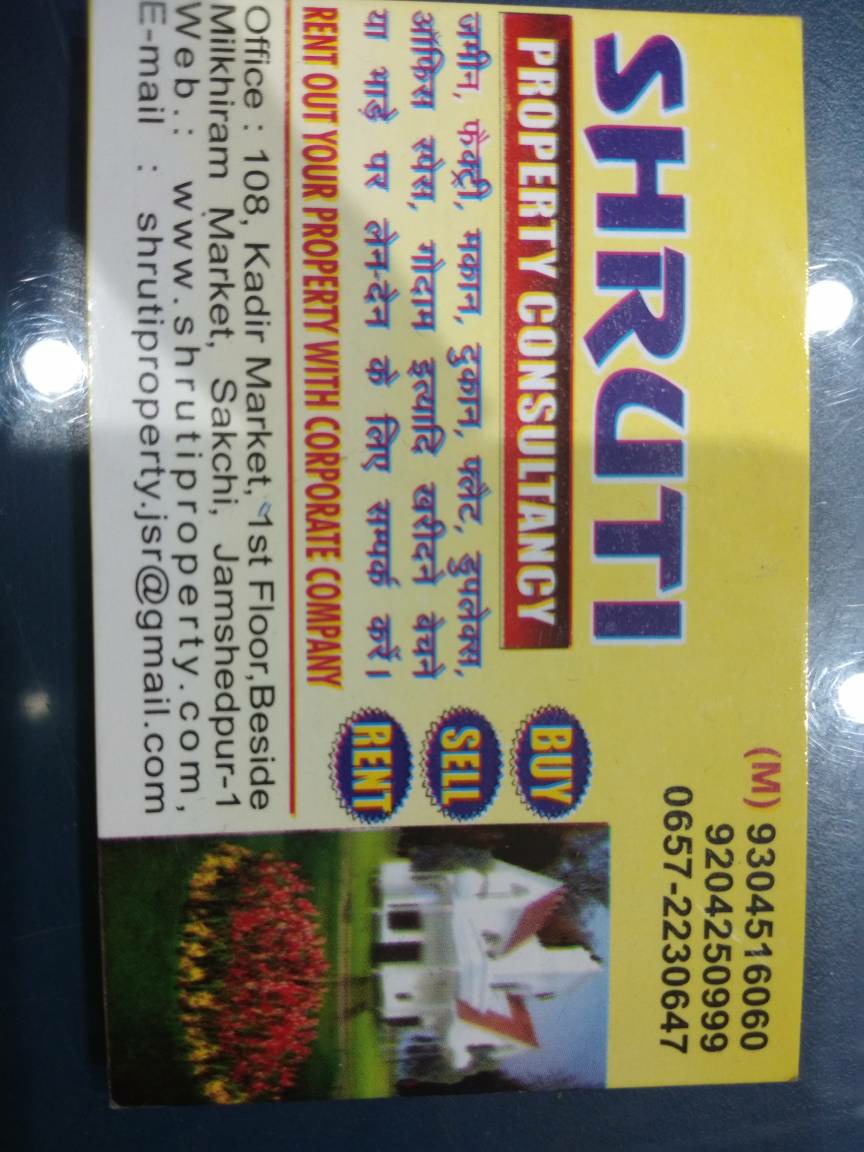 (M) 9304516060
9204250999
0657-2230647
SHRUTI
PROPERTY CONSULTANCY
जमीन, फैक्ट्री, मकान, दुकान, फ्लैट, डुपलेक्स,
ऑफिस स्पेस, गोदाम इत्यादि खरीदने बेचने
या भाड़े पर लेन-देन के लिए सम्पर्क करें।
RENT OUT YOUR PROPERTY WITH CORPORATE COMPANY
BUY
SELL
RENT
Office : 108, Kadir Market, 1st Floor,Beside
Milkhiram Market, Sakchi, Jamshedpur-1
Web.: www.shrutiproperty.com,
E-mail : shrutiproperty.jsr@gmail.com